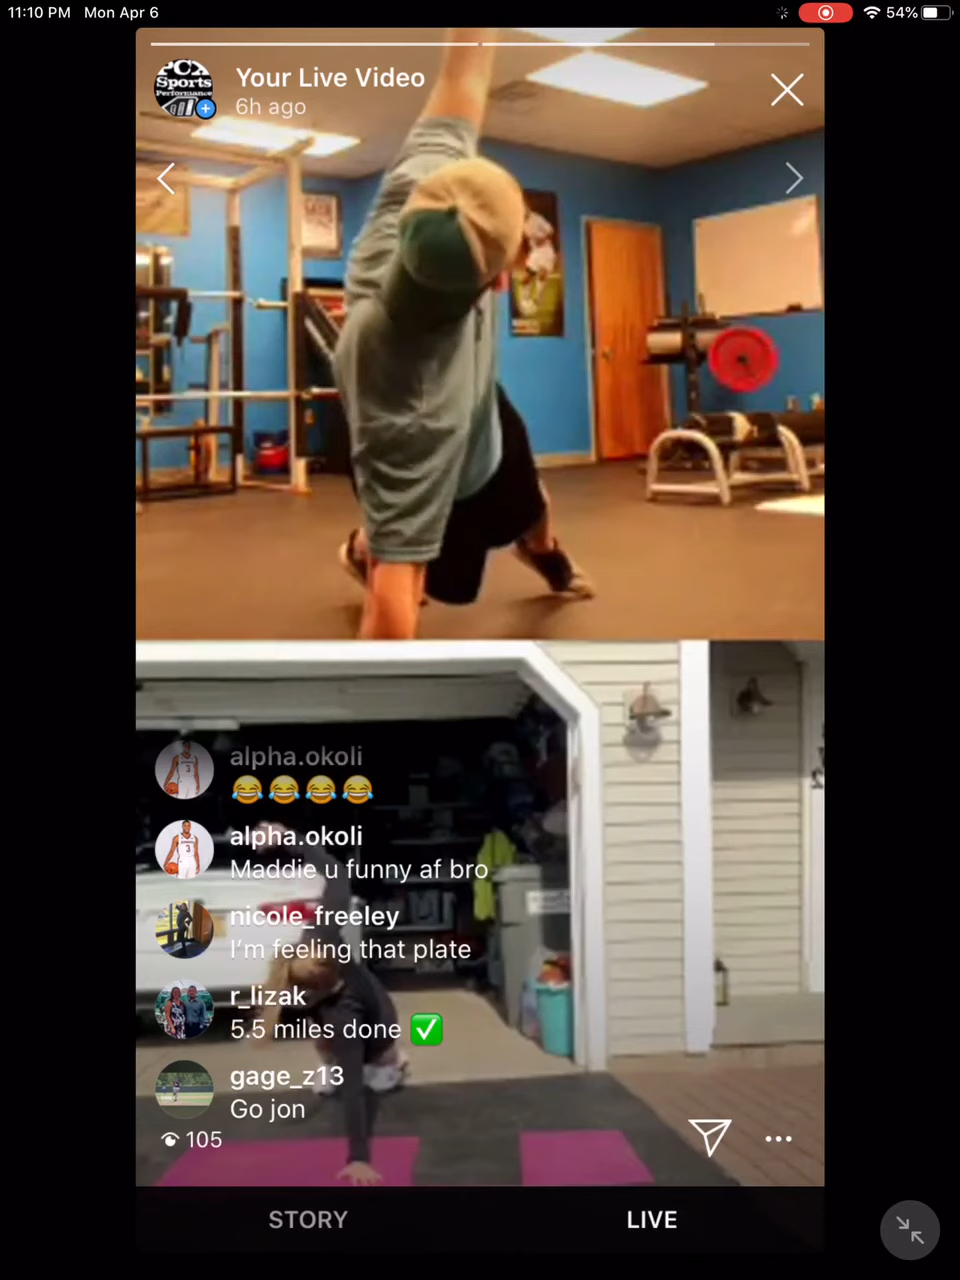 11:10 PM Mon Apr 6
54%
PCX
Sports
Performance
Your Live Video
6h ago
alpha.okoli
😂😂😂😂
alpha.okoli
Maddie u funny af bro
nicole_freeley
I'm feeling that plate
r_lizak
5.5 miles done ✅
gage_z13
Go jon
105
STORY
LIVE